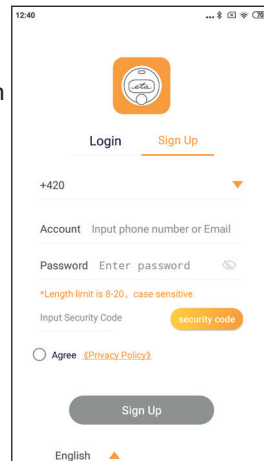 12:40
eta
Login Sign Up
+420
Account Input phone number or Email
Password Enter password
*Length limit is 8-20, case sensitive
Input Security Code security code
Agree 《Privacy Policy》
Sign Up
English